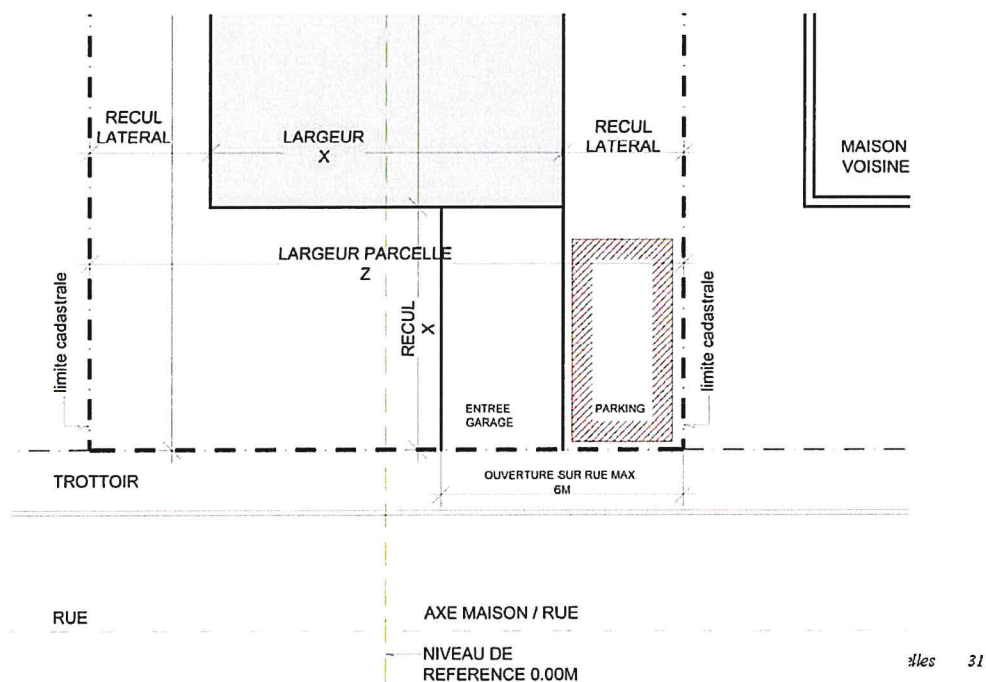 RECUL
LATERAL
LARGEUR
X
RECUL
LATERAL
MAISON
VOISINE
LARGEUR PARCELLE
Z
limite cadastrale
RECUL
X
limite cadastrale
ENTREE
GARAGE
PARKING
TROTTOIR
OUVERTURE SUR RUE MAX
6M
RUE
AXE MAISON / RUE
NIVEAU DE
REFERENCE 0.00M
elles 31